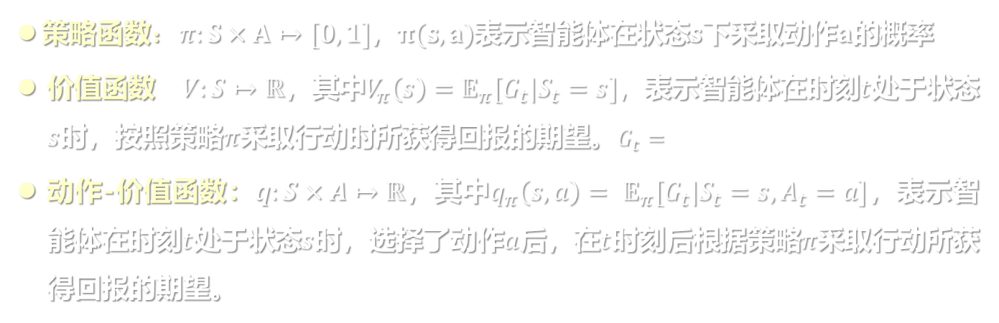 ● 策略函数：π: S × A ↦ [0, 1]，π(s, a)表示智能体在状态s下采取动作a的概率
● 价值函数 V: S ↦ ℝ，其中V_π(s) = 𝔼_π[G_t|S_t = s]，表示智能体在时刻t处于状态
s时，按照策略π采取行动时所获得回报的期望。G_t =
● 动作-价值函数：q: S × A ↦ ℝ，其中q_π(s, a) = 𝔼_π[G_t|S_t = s, A_t = a]，表示智
能体在时刻t处于状态s时，选择了动作a后，在t时刻后根据策略π采取行动所获
得回报的期望。